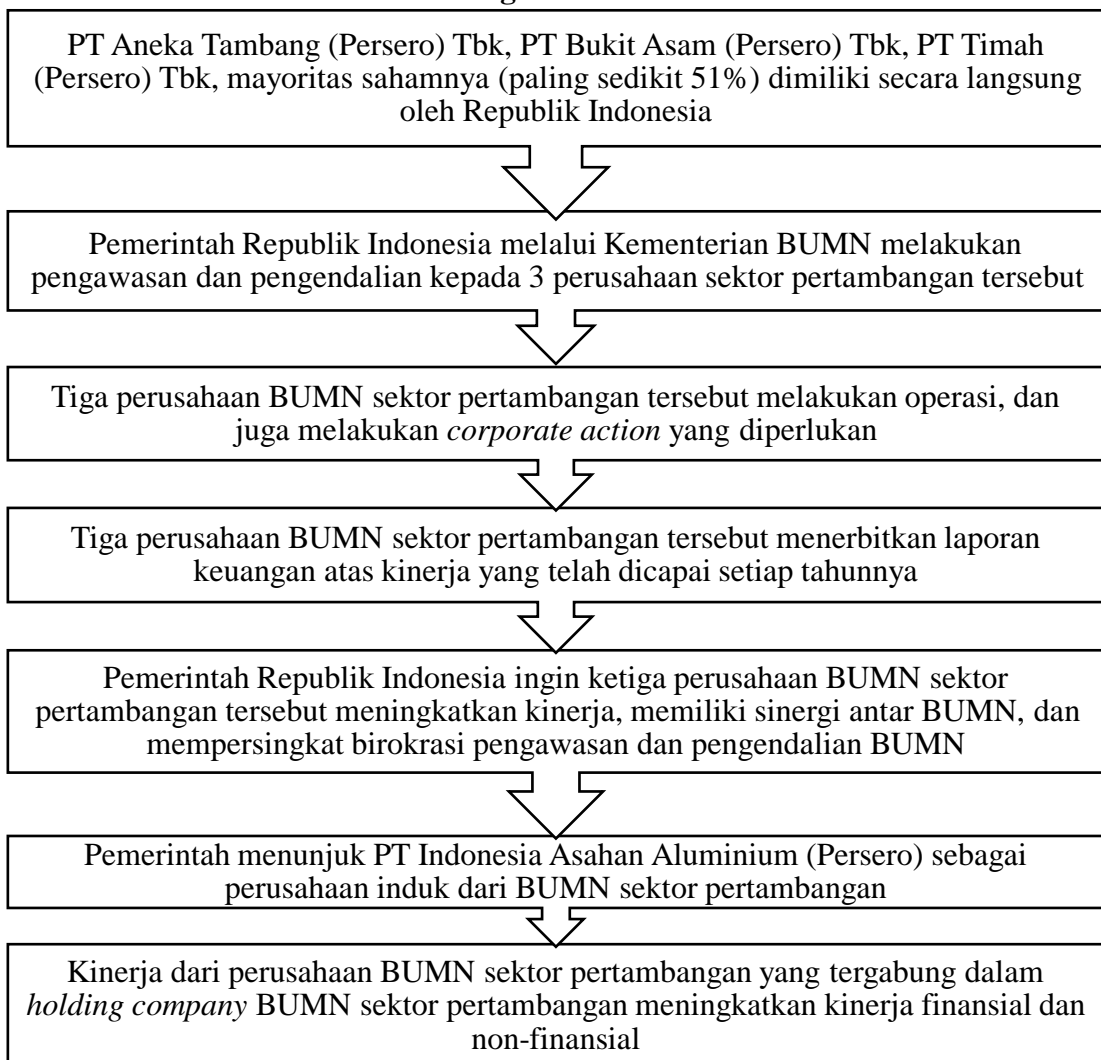 PT Aneka Tambang (Persero) Tbk, PT Bukit Asam (Persero) Tbk, PT Timah
(Persero) Tbk, mayoritas sahamnya (paling sedikit 51%) dimiliki secara langsung
oleh Republik Indonesia
Pemerintah Republik Indonesia melalui Kementerian BUMN melakukan
pengawasan dan pengendalian kepada 3 perusahaan sektor pertambangan tersebut
Tiga perusahaan BUMN sektor pertambangan tersebut melakukan operasi, dan
juga melakukan corporate action yang diperlukan
Tiga perusahaan BUMN sektor pertambangan tersebut menerbitkan laporan
keuangan atas kinerja yang telah dicapai setiap tahunnya
Pemerintah Republik Indonesia ingin ketiga perusahaan BUMN sektor
pertambangan tersebut meningkatkan kinerja, memiliki sinergi antar BUMN, dan
mempersingkat birokrasi pengawasan dan pengendalian BUMN
Pemerintah menunjuk PT Indonesia Asahan Aluminium (Persero) sebagai
perusahaan induk dari BUMN sektor pertambangan
Kinerja dari perusahaan BUMN sektor pertambangan yang tergabung dalam
holding company BUMN sektor pertambangan meningkatkan kinerja finansial dan
non-finansial